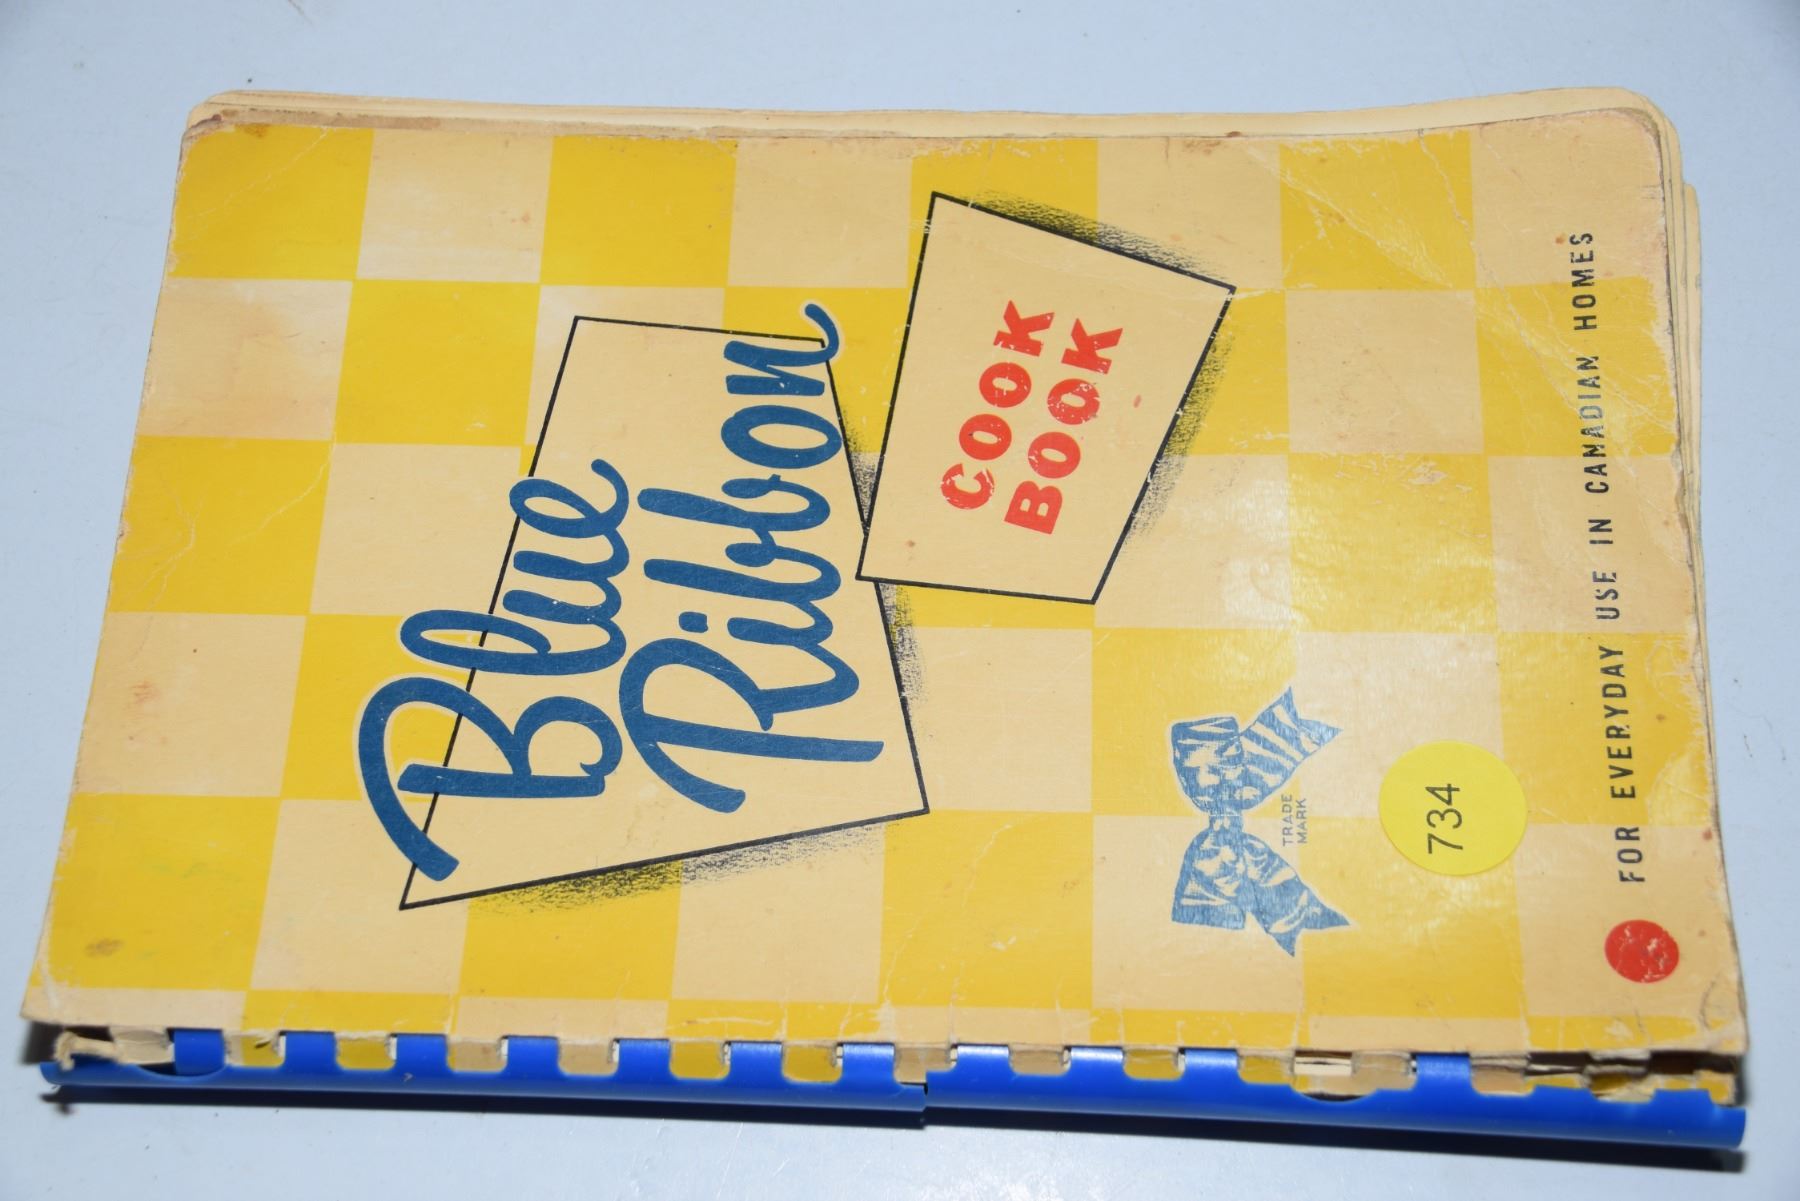 Blue
Ribbon
COOK
BOOK
TRADE
MARK
734
FOR EVERYDAY USE IN CANADIAN HOMES